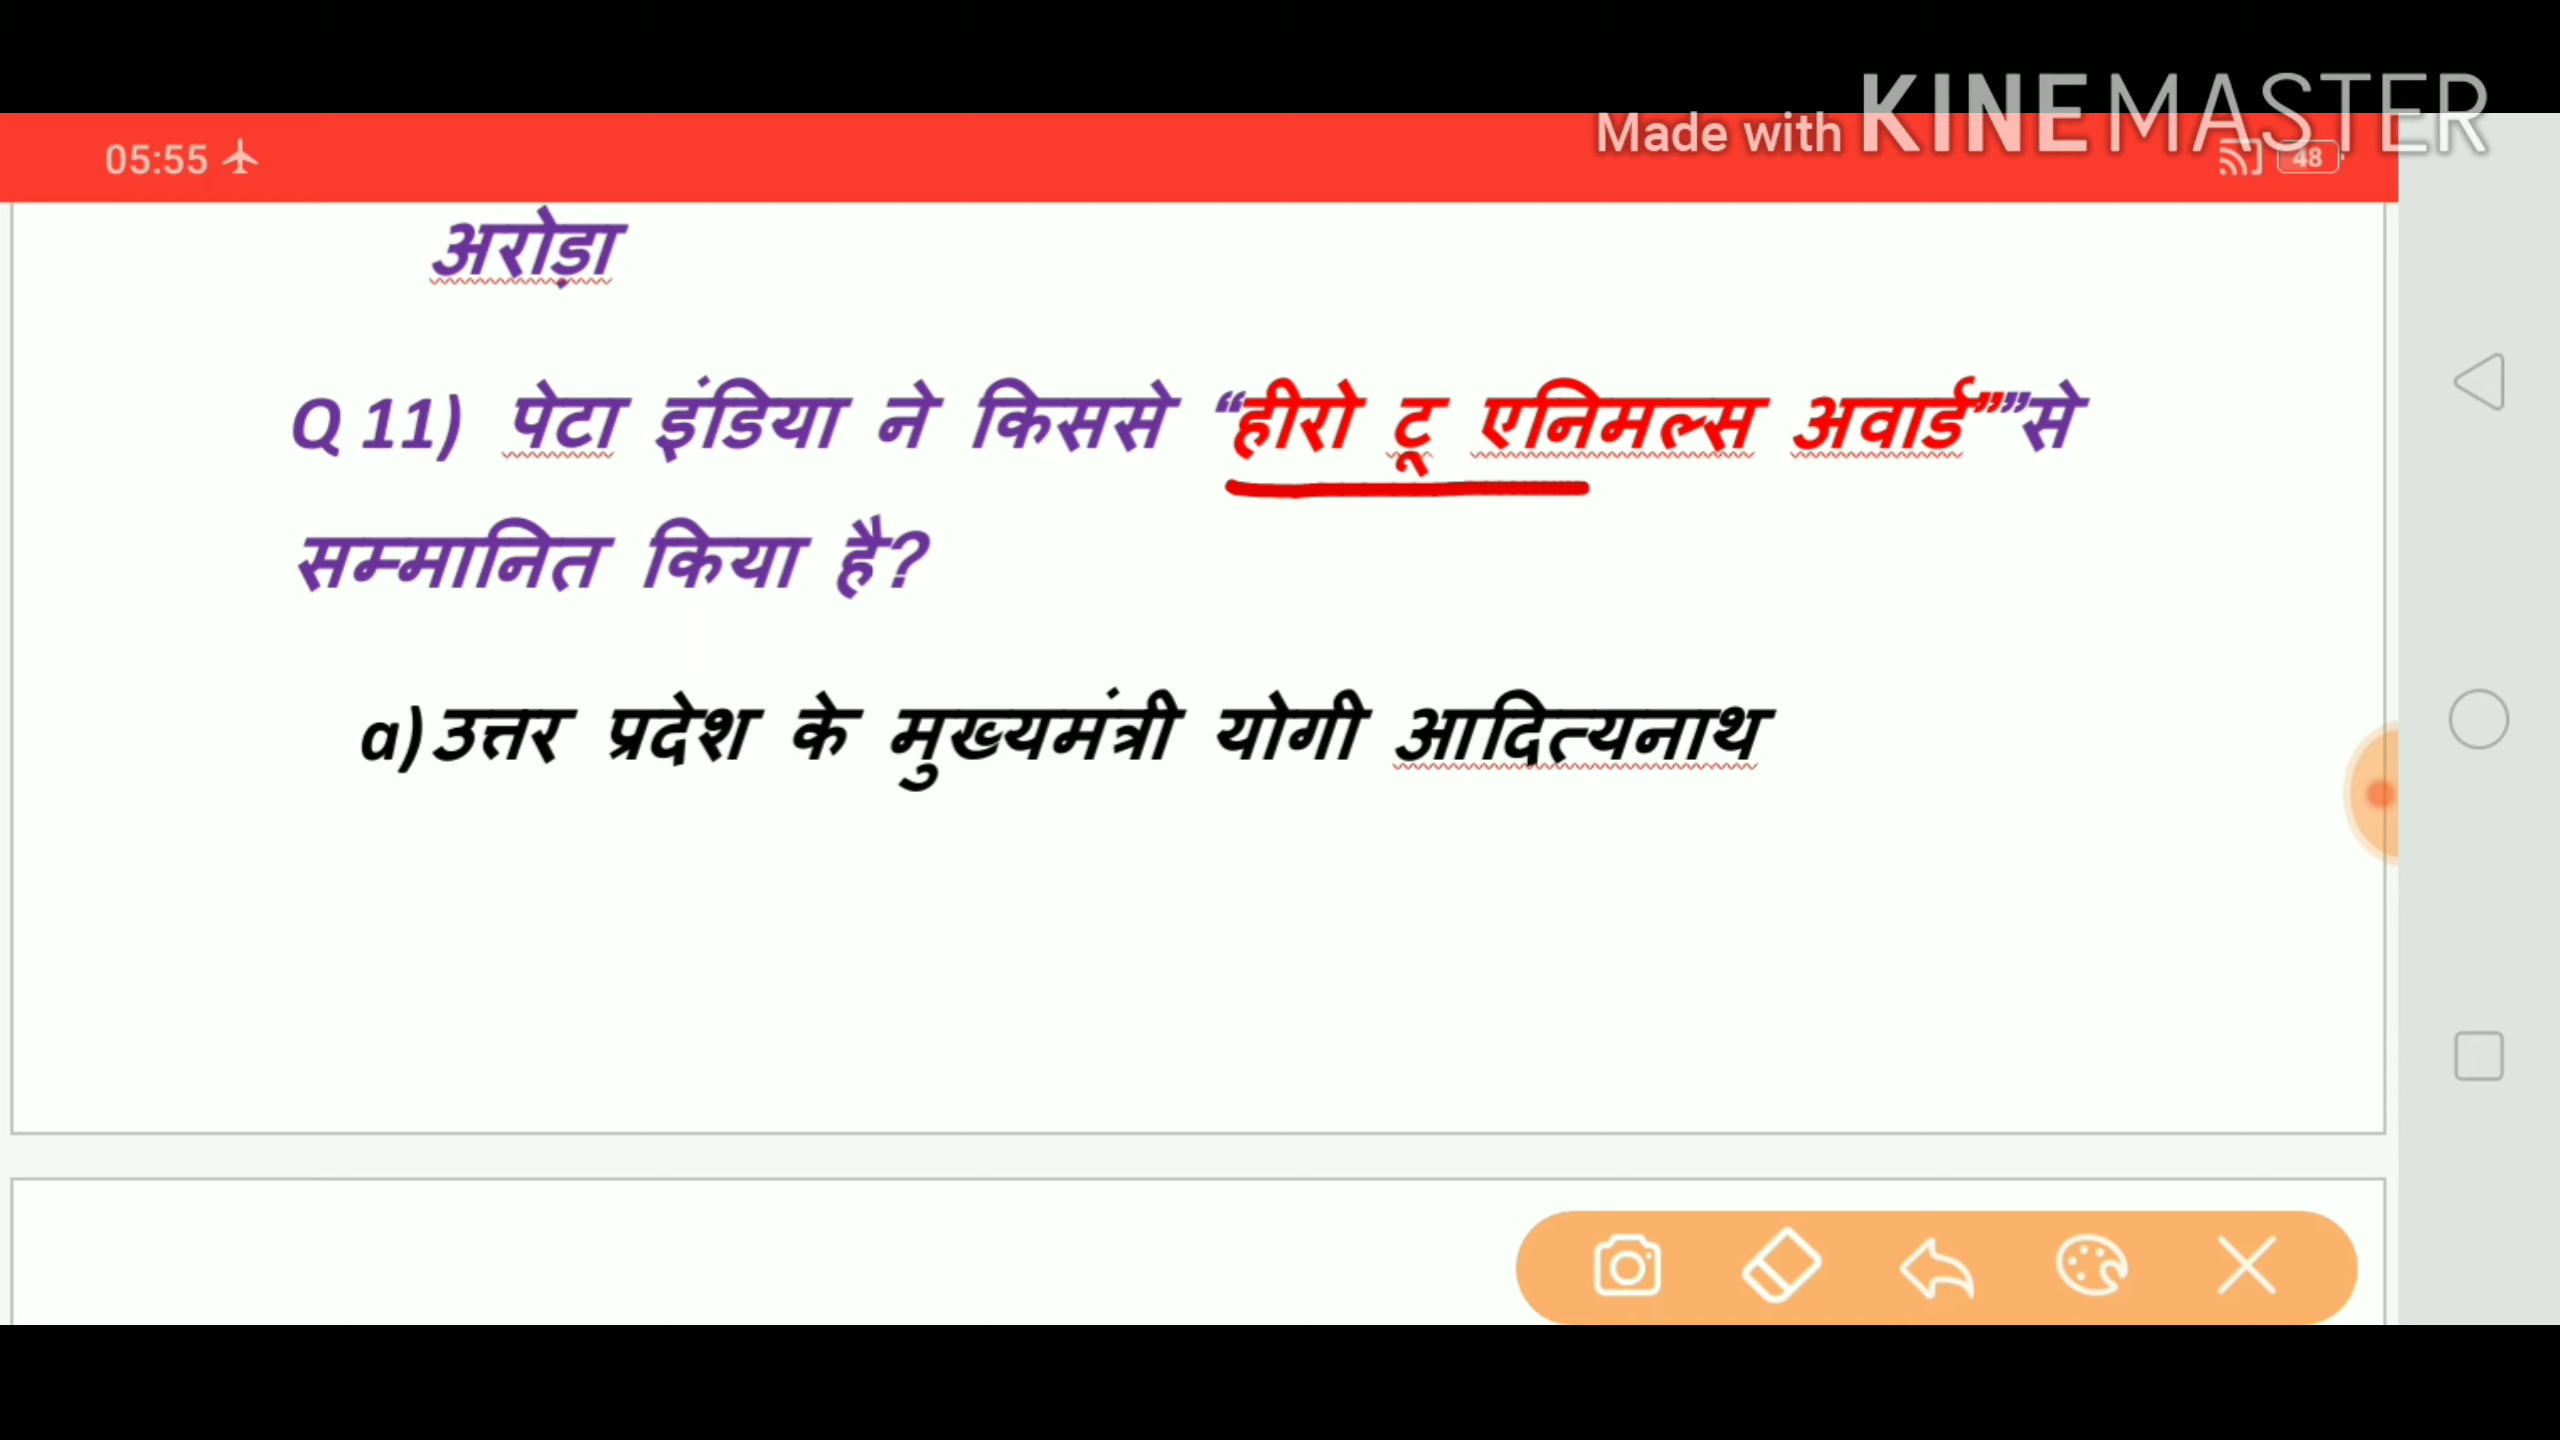 Made with KINEMASTER
05:55
48
अरोड़ा
Q 11) पेटा इंडिया ने किससे “हीरो टू एनिमल्स अवार्ड””से
सम्मानित किया है?
a)उत्तर प्रदेश के मुख्यमंत्री योगी आदित्यनाथ